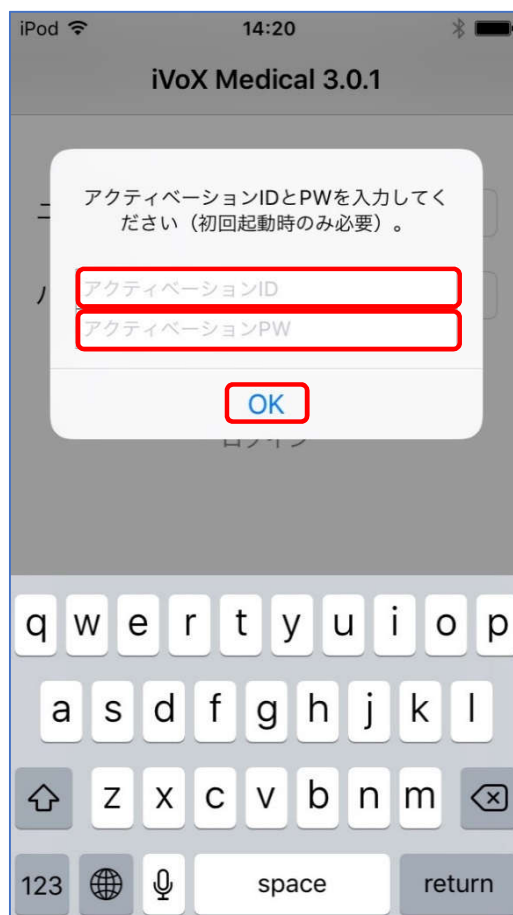 iPod 14:20
iVoX Medical 3.0.1
アクティベーションIDとPWを入力してく
ださい（初回起動時のみ必要）。
アクティベーションID
アクティベーションPW
OK
ログイン
q w e r t y u i o p
a s d f g h j k l
z x c v b n m
123 space return